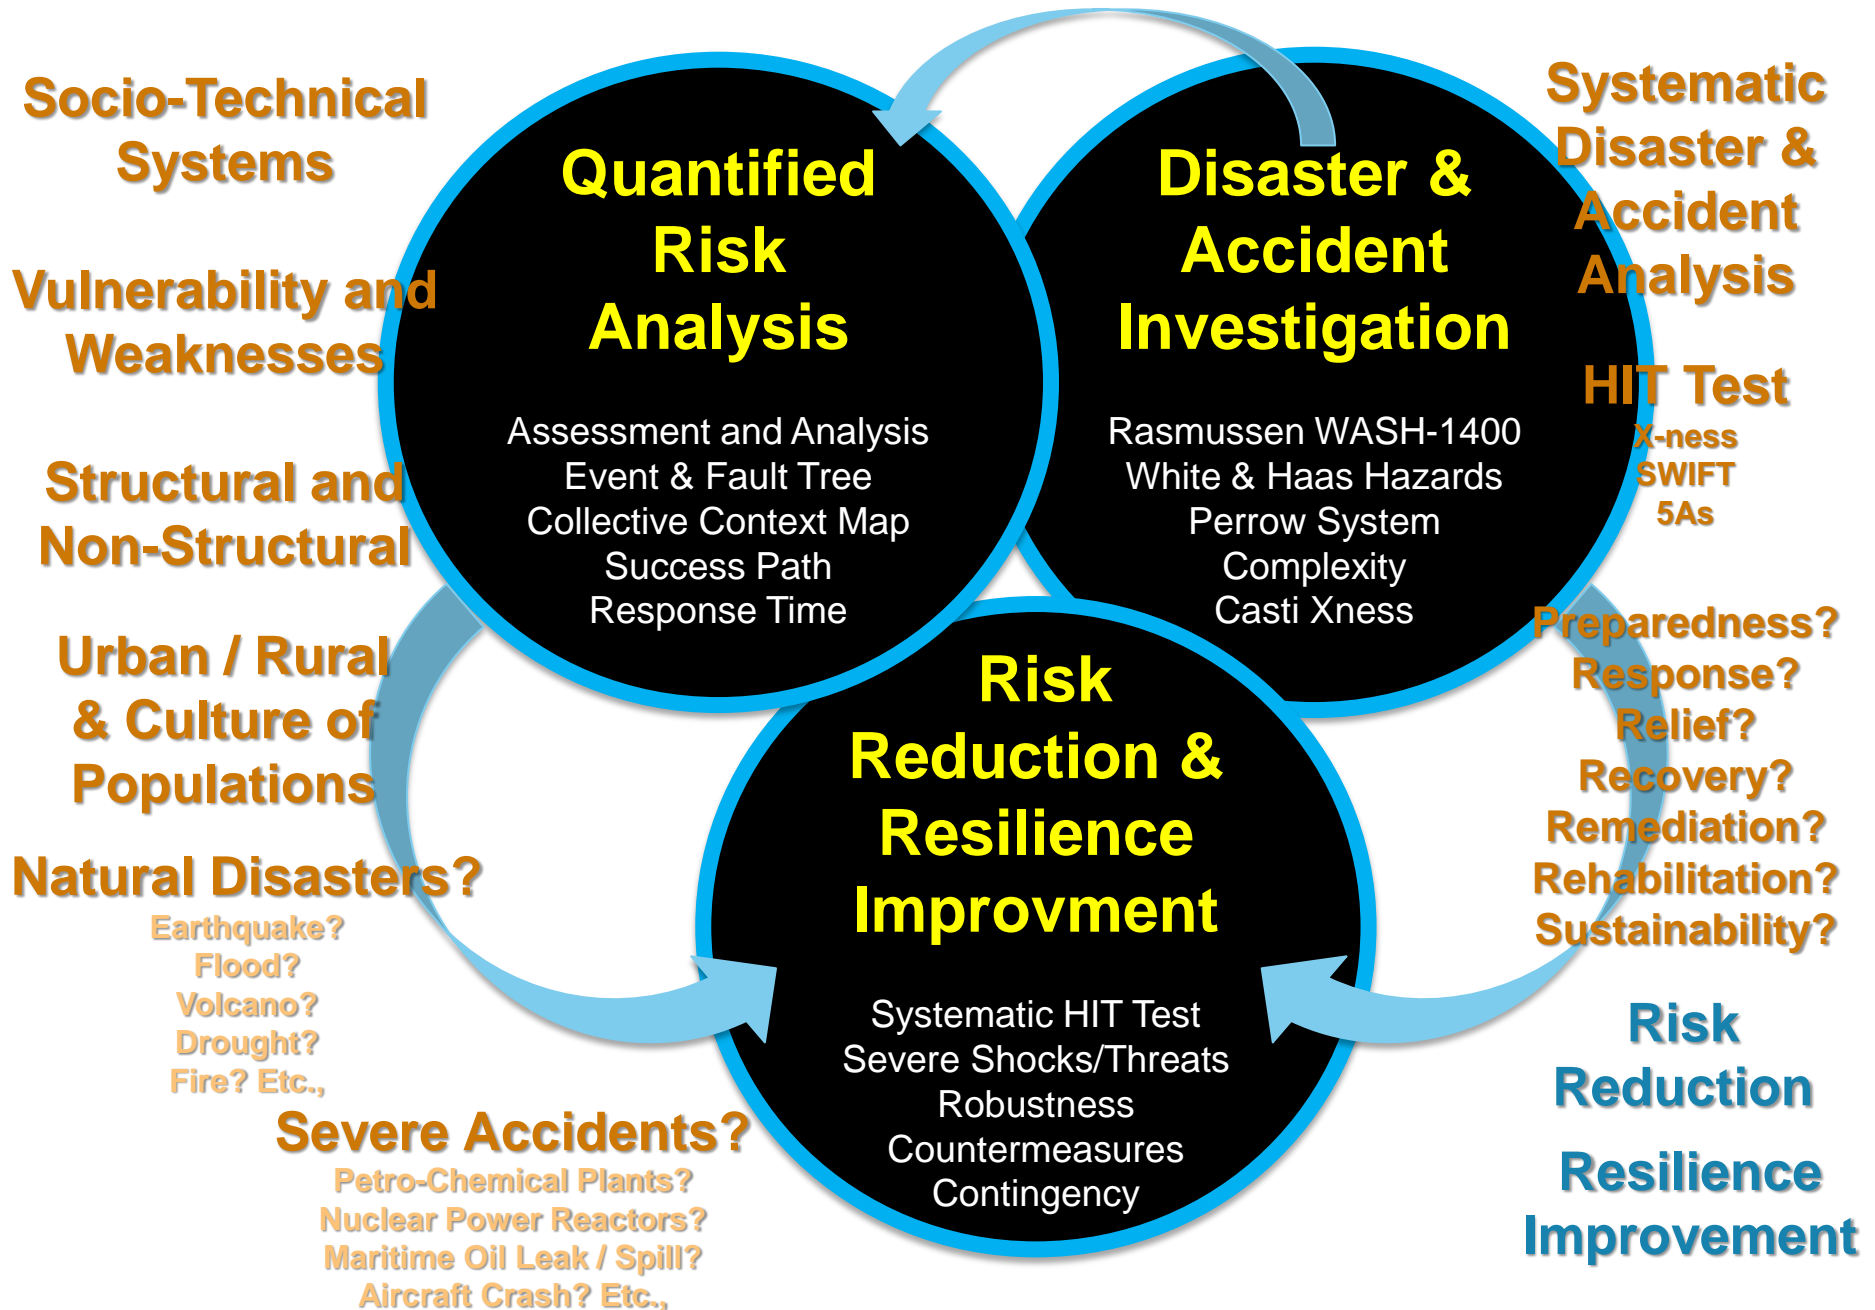 Socio-Technical
Systems
Vulnerability and
Weaknesses
Structural and
Non-Structural
Urban / Rural
& Culture of
Populations
Natural Disasters?
Earthquake?
Flood?
Volcano?
Drought?
Fire? Etc.,
Severe Accidents?
Petro-Chemical Plants?
Nuclear Power Reactors?
Maritime Oil Leak / Spill?
Aircraft Crash? Etc.,
Quantified
Risk
Analysis
Assessment and Analysis
Event & Fault Tree
Collective Context Map
Success Path
Response Time
Disaster &
Accident
Investigation
Rasmussen WASH-1400
White & Haas Hazards
Perrow System
Complexity
Casti Xness
Risk
Reduction &
Resilience
Improvment
Systematic HIT Test
Severe Shocks/Threats
Robustness
Countermeasures
Contingency
Systematic
Disaster &
Accident
Analysis
HIT Test
X-ness
SWIFT
5As
Preparedness?
Response?
Relief?
Recovery?
Remediation?
Rehabilitation?
Sustainability?
Risk
Reduction
Resilience
Improvement